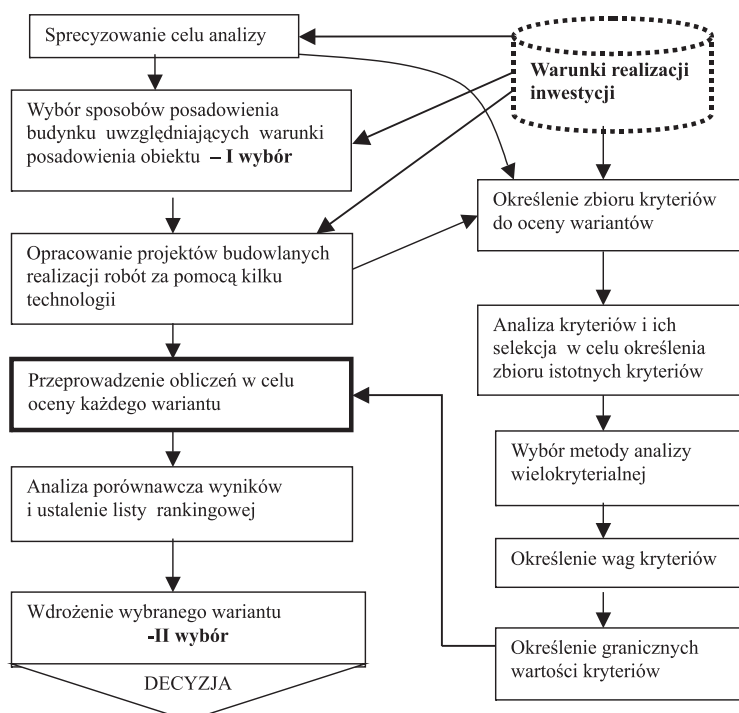 Sprecyzowanie celu analizy
Warunki realizacji
inwestycji
Wybór sposobów posadowienia
budynku uwzględniających warunki
posadowienia obiektu – I wybór
Określenie zbioru kryteriów
do oceny wariantów
Opracowanie projektów budowlanych
realizacji robót za pomocą kilku
technologii
Analiza kryteriów i ich
selekcja w celu określenia
zbioru istotnych kryteriów
Przeprowadzenie obliczeń w celu
oceny każdego wariantu
Wybór metody analizy
wielokryterialnej
Analiza porównawcza wyników
i ustalenie listy rankingowej
Określenie wag kryteriów
Wdrożenie wybranego wariantu
-II wybór
Określenie granicznych
wartości kryteriów
DECYZJA